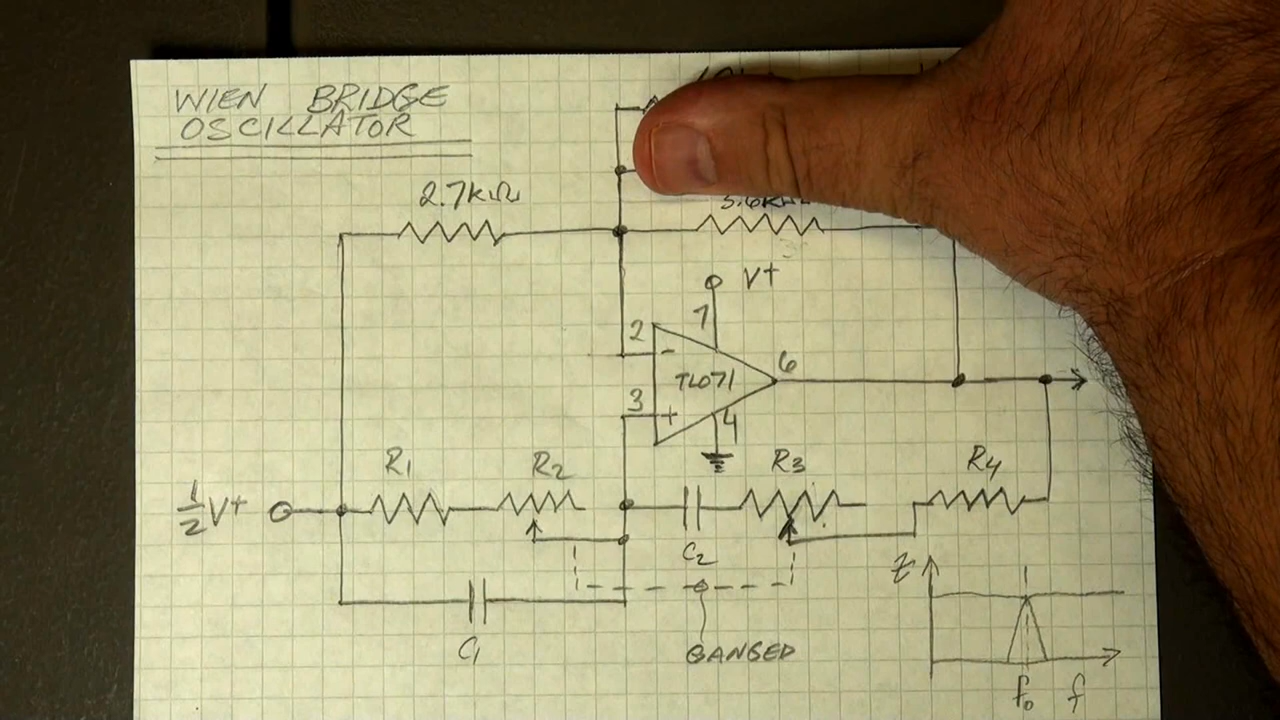 WIEN BRIDGE
OSCILLATOR
2.7kΩ
V+
7
2
-
TL071
6
3
+
4
R1
R2
R3
R4
1/2 V+
C2
C1
GANGED
Z
f0
f